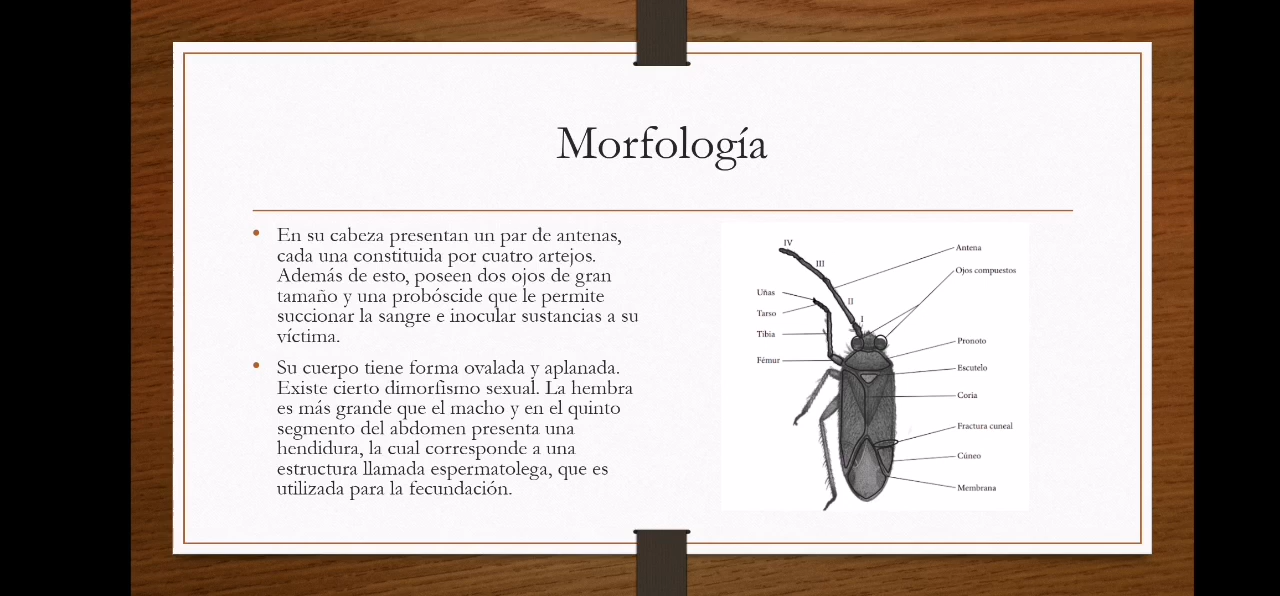 Morfología
• En su cabeza presentan un par de antenas,
cada una constituida por cuatro artejos.
Además de esto, poseen dos ojos de gran
tamaño y una probóscide que le permite
succionar la sangre e inocular sustancias a su
víctima.
• Su cuerpo tiene forma ovalada y aplanada.
Existe cierto dimorfismo sexual. La hembra
es más grande que el macho y en el quinto
segmento del abdomen presenta una
hendidura, la cual corresponde a una
estructura llamada espermatolega, que es
utilizada para la fecundación.
IV
III
II
I
Uñas
Tarso
Tibia
Fémur
Antena
Ojos compuestos
Pronoto
Escutelo
Coria
Fractura cuneal
Cúneo
Membrana